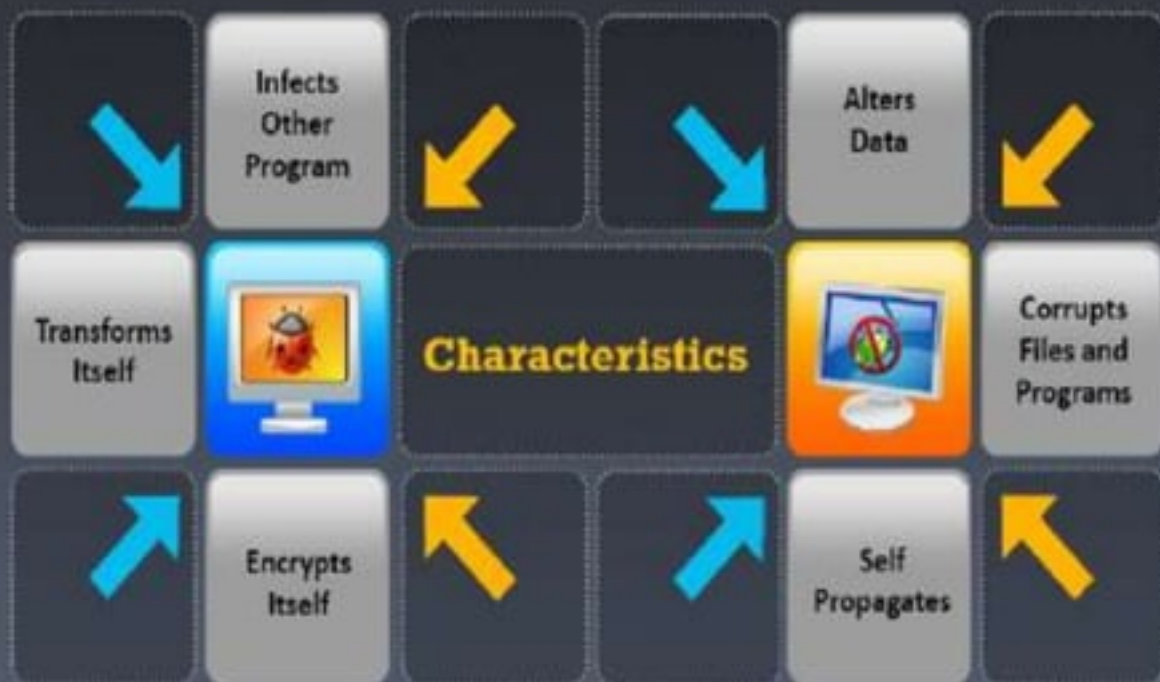 Infects
Other
Program
Alters
Data
Transforms
Itself
Characteristics
Corrupts
Files and
Programs
Encrypts
Itself
Self
Propagates